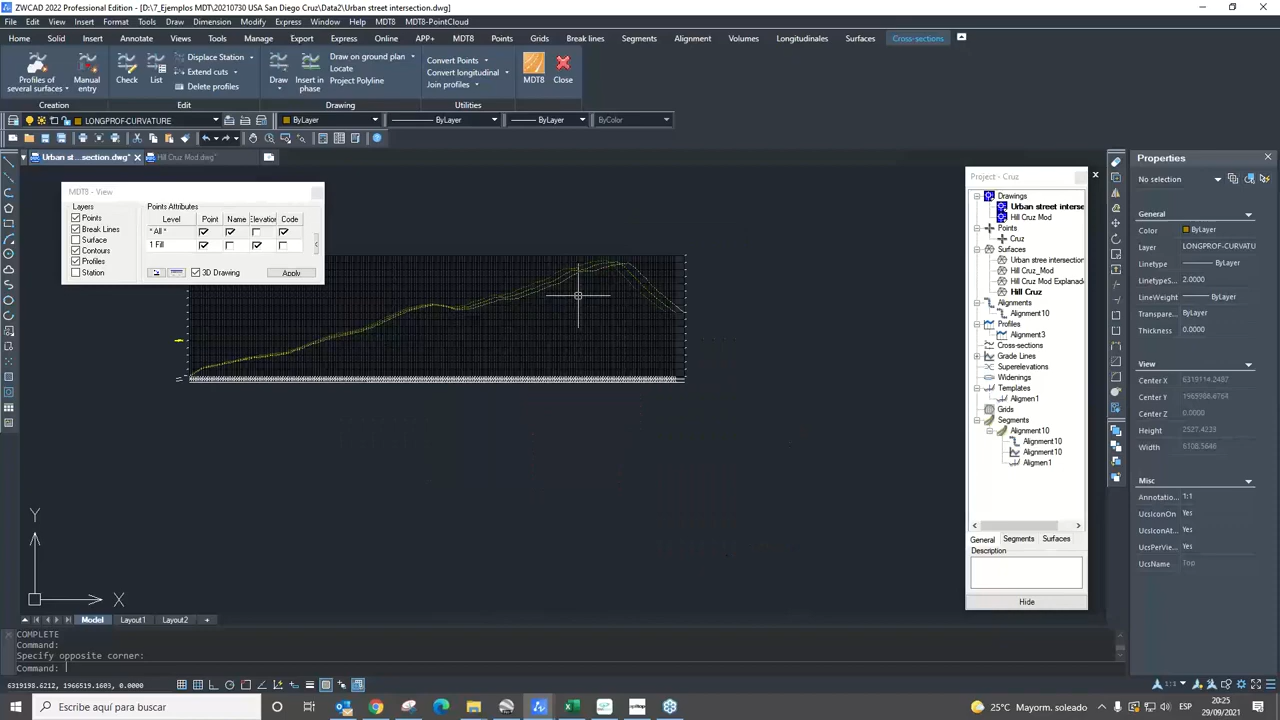 ZWCAD 2022 Professional Edition - [D:\7_Ejemplos MDT\20210730 USA San Diego Cruz\Data2\Urban street intersection.dwg]
File Edit View Insert Format Tools Draw Dimension Modify Express Window Help MDT8 MDT8-PointCloud
Home Solid Insert Annotate Views Tools Manage Export Express Online APP+ MDT8 Points Grids Break lines Segments Alignment Volumes Longitudinales Surfaces Cross-sections
Profiles of several surfaces
Manual entry
Creation
Check
List
Displace Station
Extend cuts
Delete profiles
Edit
Draw
Insert in phase
Draw on ground plan
Locate
Project Polyline
Drawing
Convert Points
Convert longitudinal
Join profiles
Utilities
MDT8
Close
LONGPROF-CURVATURE
ByLayer
ByLayer
ByLayer
ByColor
Urban st...section.dwg*
Hill Cruz Mod.dwg*
MDT8 - View
Layers
Points
Break Lines
Surface
Contours
Profiles
Station
Points Attributes
Level Point Name Elevatio Code
* All *
1 Fill
3D Drawing
Apply
Project - Cruz
Drawings
Urban street interse
Hill Cruz Mod
Points
Cruz
Surfaces
Urban stree intersection
Hill Cruz_Mod
Hill Cruz Mod Explanada
Hill Cruz
Alignments
Alignment10
Profiles
Alignment3
Cross-sections
Grade Lines
Superelevations
Widenings
Templates
Aligmen1
Grids
Segments
Alignment10
Alignment10
Alignment10
Aligmen1
General Segments Surfaces
Description
Hide
Properties
No selection
General
Color ByLayer
Layer LONGPROF-CURVATU
Linetype ByLayer
LinetypeS... 2.0000
LineWeight ByLayer
Transpare... ByLayer
Thickness 0.0000
View
Center X 6319114.2487
Center Y 1965986.6764
Center Z 0.0000
Height 2527.4223
Width 6108.5646
Misc
Annotatio... 1:1
UcsIconOn Yes
UcsIconAt... Yes
UcsPerVie... Yes
UcsName Top
Y
X
Model Layout1 Layout2 +
COMPLETE
Command:
Specify opposite corner:
Command:
6319198.6212, 1966519.1603, 0.0000
1:1
Escribe aquí para buscar
25°C Mayorm. soleado
ESP
20:25
29/09/2021